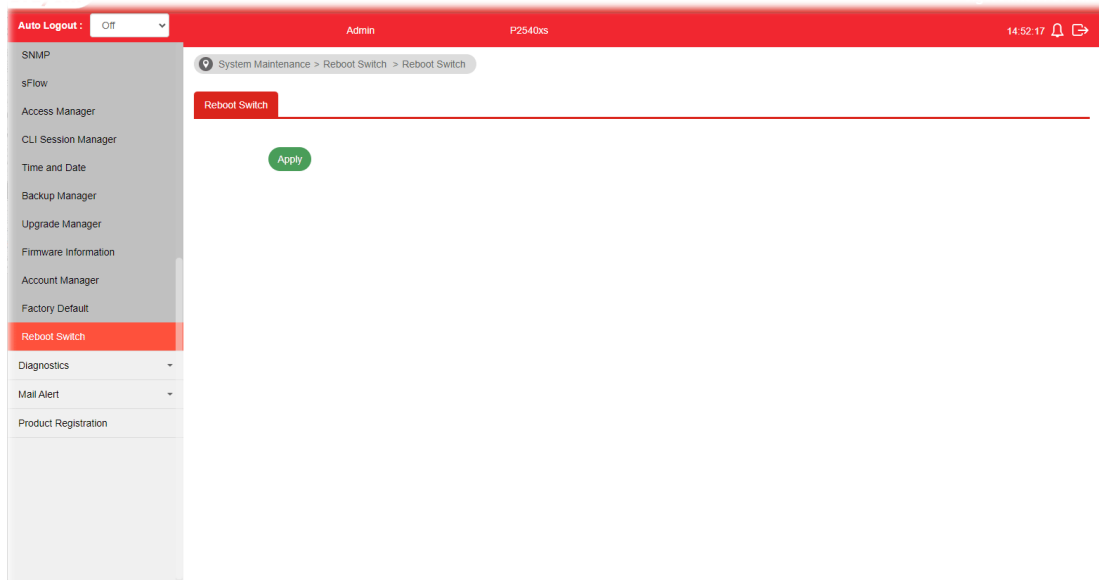 Auto Logout : Off
Admin
P2540xs
14:52:17
SNMP
sFlow
Access Manager
CLI Session Manager
Time and Date
Backup Manager
Upgrade Manager
Firmware Information
Account Manager
Factory Default
Reboot Switch
Diagnostics
Mail Alert
Product Registration
System Maintenance > Reboot Switch > Reboot Switch
Reboot Switch
Apply